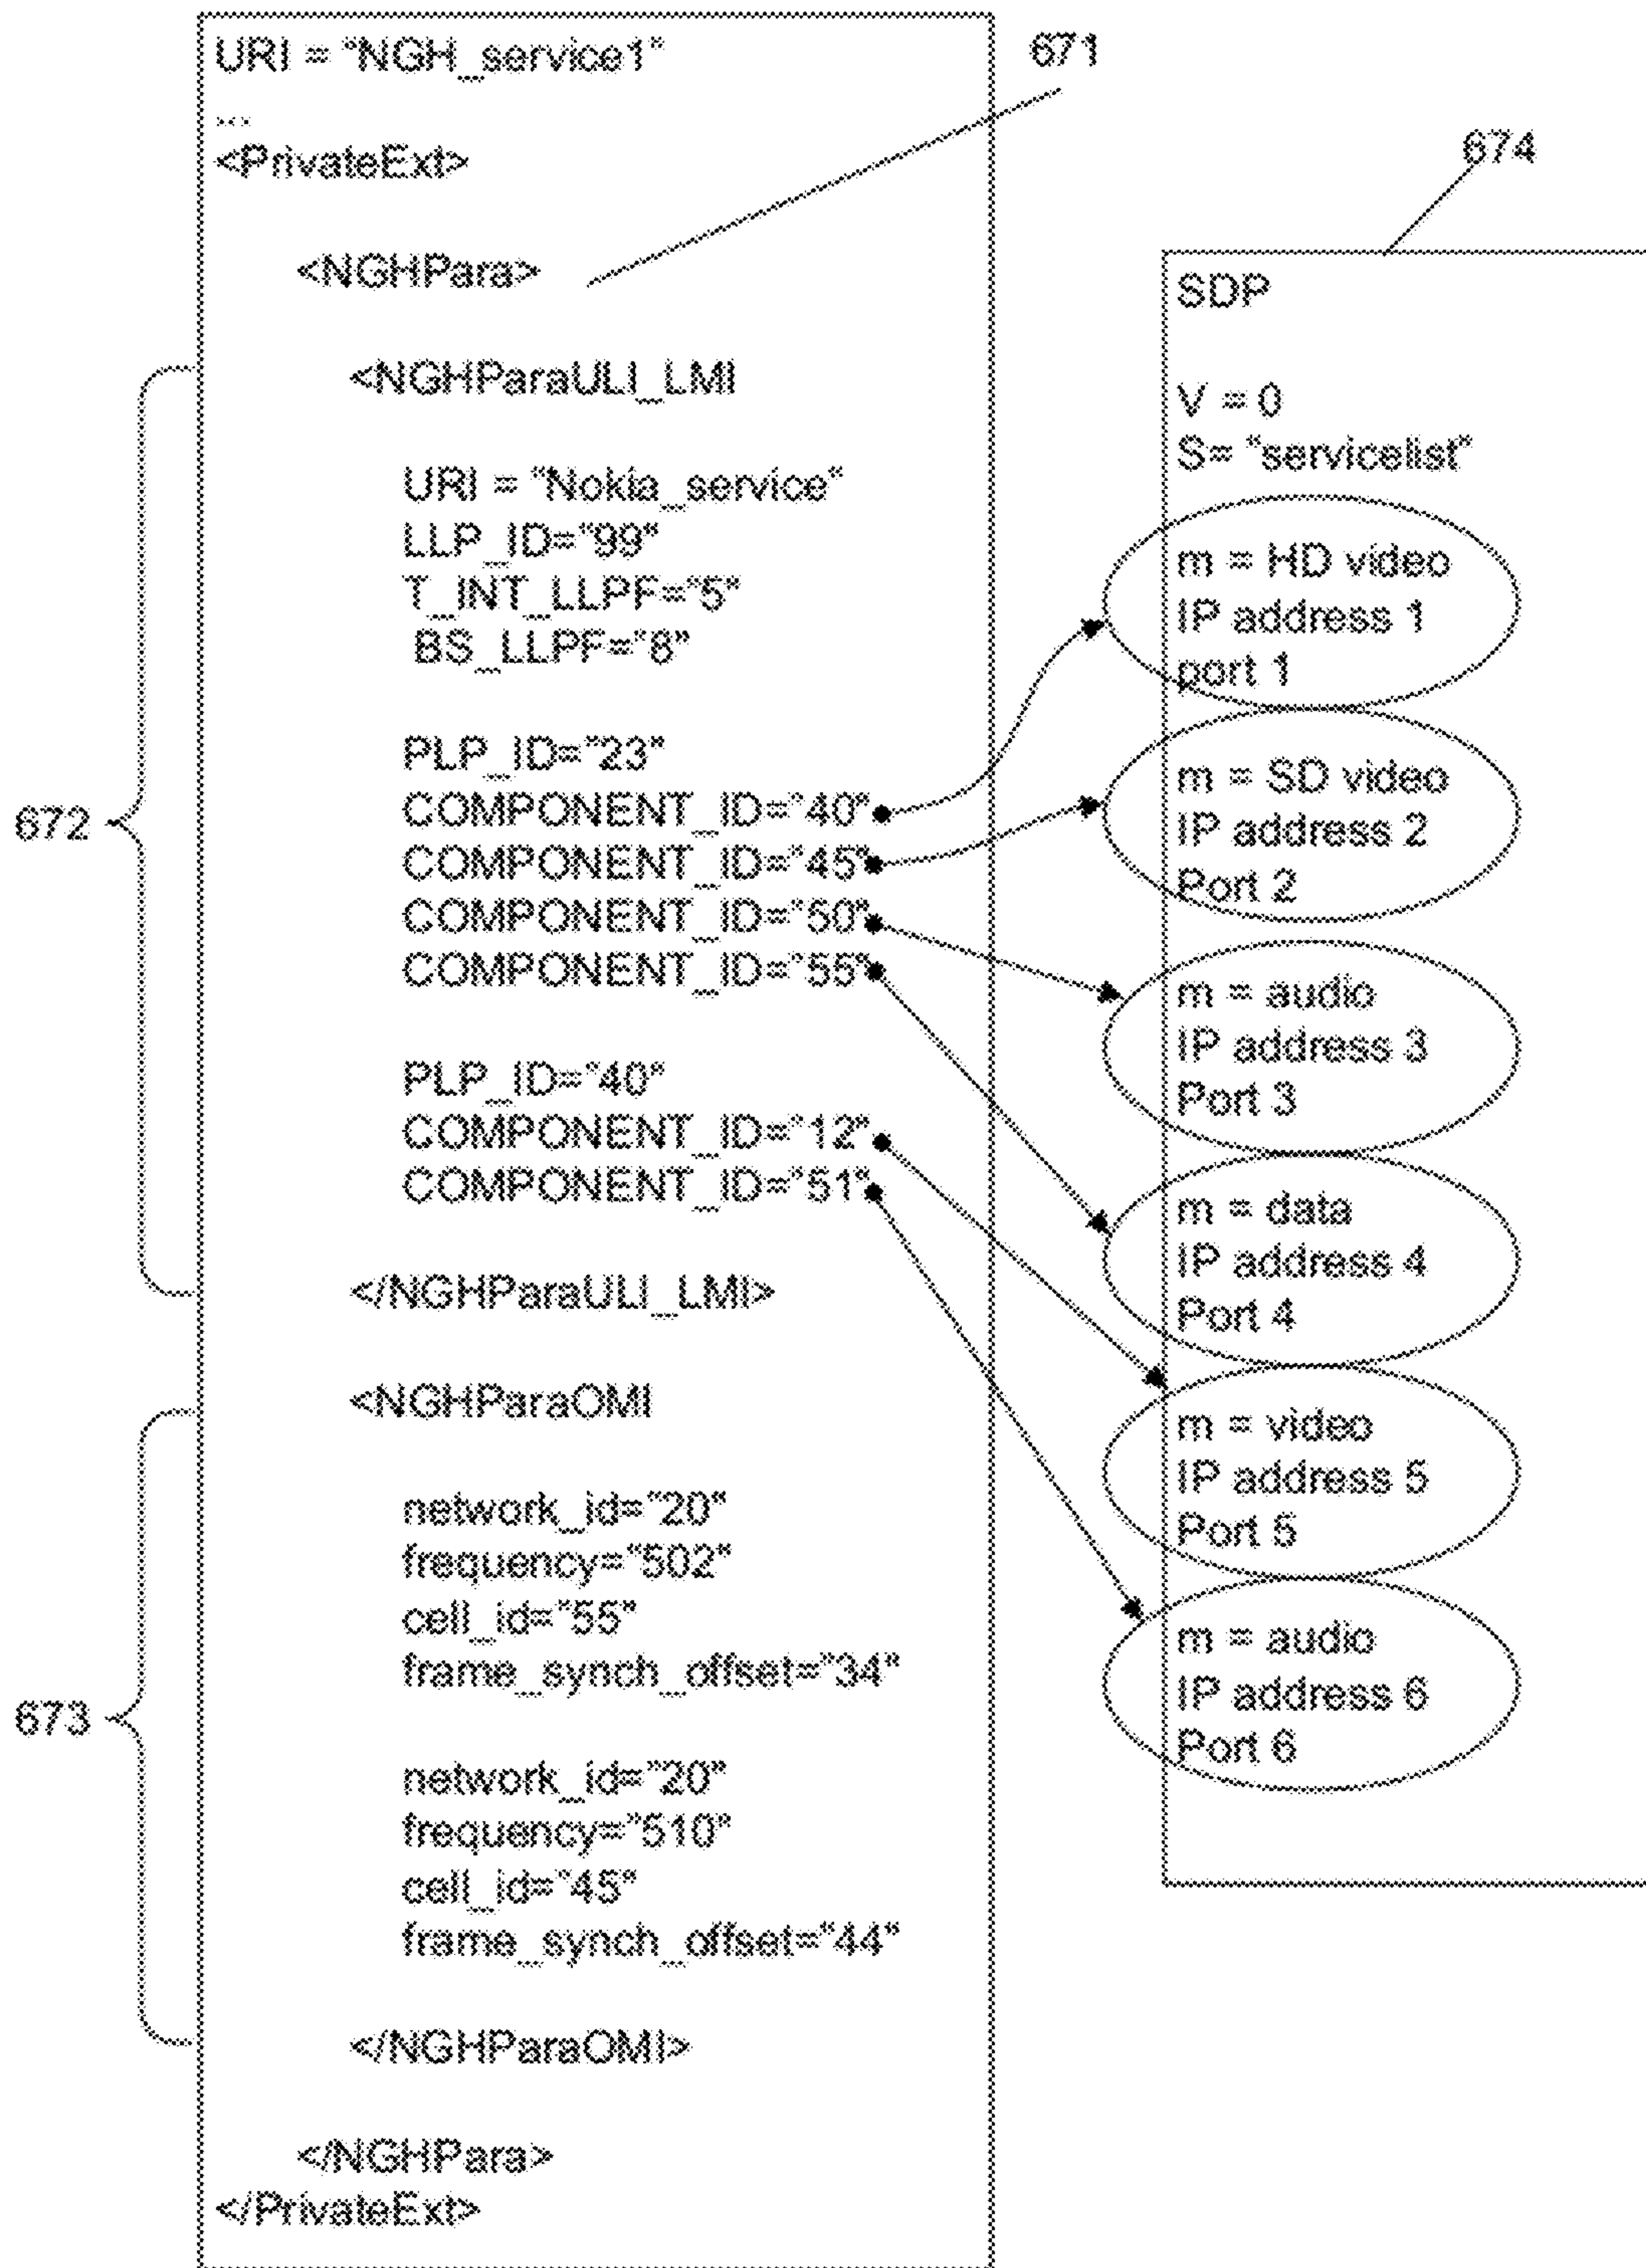 URI = "NGH_service1"
...
<PrivateExt>
<NGHPara>
<NGHParaULI_LMI
URI = "Nokia_service"
LLP_ID="99"
T_INT_LLPF="5"
BS_LLPF="8"
PLP_ID="23"
COMPONENT_ID="40"
COMPONENT_ID="45"
COMPONENT_ID="50"
COMPONENT_ID="55"
PLP_ID="40"
COMPONENT_ID="12"
COMPONENT_ID="51"
</NGHParaULI_LMI>
<NGHParaOMI
network_id="20"
frequency="502"
cell_id="55"
frame_synch_offset="34"
network_id="20"
frequency="510"
cell_id="45"
frame_synch_offset="44"
</NGHParaOMI>
</NGHPara>
</PrivateExt>
671
672
673
674
SDP
V = 0
S= "servicelist"
m = HD video
IP address 1
port 1
m = SD video
IP address 2
Port 2
m = audio
IP address 3
Port 3
m = data
IP address 4
Port 4
m = video
IP address 5
Port 5
m = audio
IP address 6
Port 6